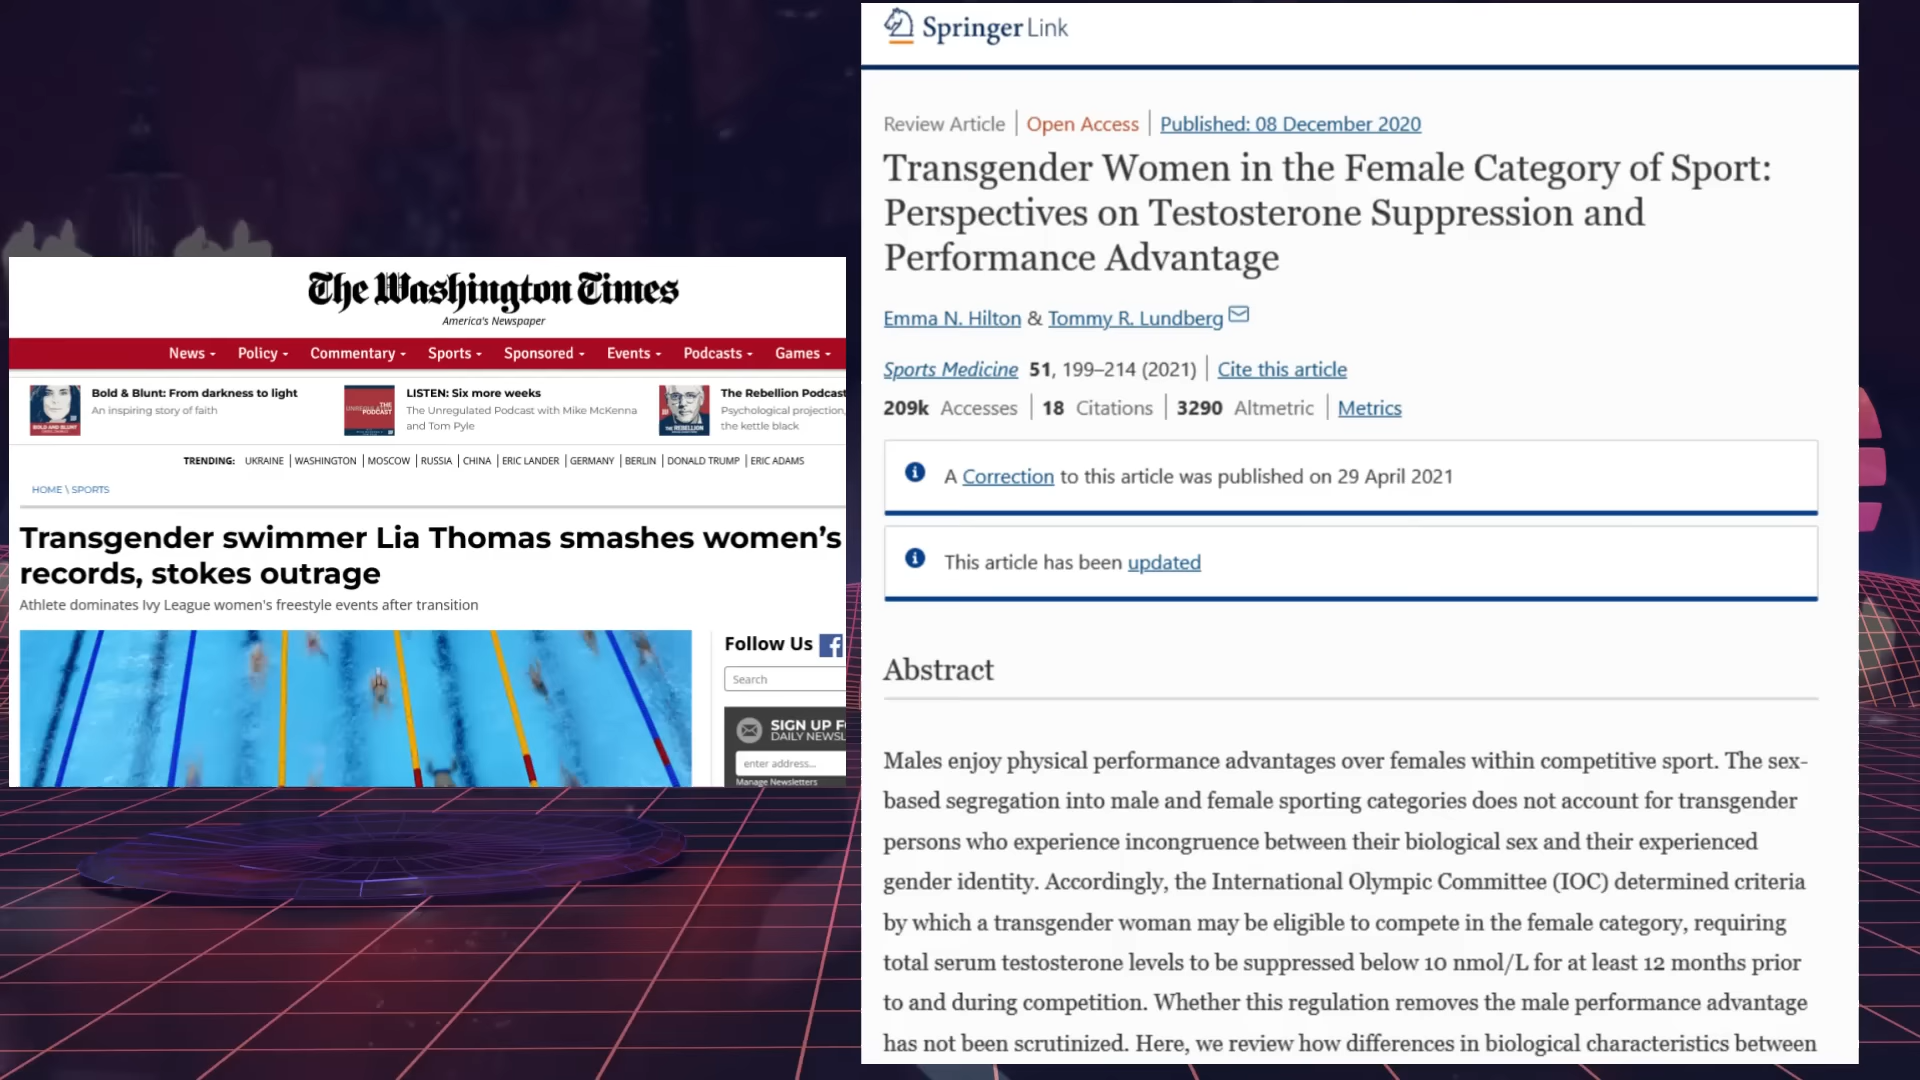 The Washington Times
America's Newspaper
News Policy Commentary Sports Sponsored Events Podcasts Games
Bold & Blunt: From darkness to light
An inspiring story of faith
LISTEN: Six more weeks
The Unregulated Podcast with Mike McKenna
and Tom Pyle
The Rebellion Podcast
Psychological projection,
the kettle black
TRENDING: UKRAINE | WASHINGTON | MOSCOW | RUSSIA | CHINA | ERIC LANDER | GERMANY | BERLIN | DONALD TRUMP | ERIC ADAMS
HOME \ SPORTS
Transgender swimmer Lia Thomas smashes women's
records, stokes outrage
Athlete dominates Ivy League women's freestyle events after transition
Follow Us
Search
SIGN UP
DAILY
enter address...
Manage Newsletters
Springer Link
Review Article | Open Access | Published: 08 December 2020
Transgender Women in the Female Category of Sport:
Perspectives on Testosterone Suppression and
Performance Advantage
Emma N. Hilton & Tommy R. Lundberg
Sports Medicine 51, 199–214 (2021) | Cite this article
209k Accesses | 18 Citations | 3290 Altmetric | Metrics
A Correction to this article was published on 29 April 2021
This article has been updated
Abstract
Males enjoy physical performance advantages over females within competitive sport. The sex-
based segregation into male and female sporting categories does not account for transgender
persons who experience incongruence between their biological sex and their experienced
gender identity. Accordingly, the International Olympic Committee (IOC) determined criteria
by which a transgender woman may be eligible to compete in the female category, requiring
total serum testosterone levels to be suppressed below 10 nmol/L for at least 12 months prior
to and during competition. Whether this regulation removes the male performance advantage
has not been scrutinized. Here, we review how differences in biological characteristics between